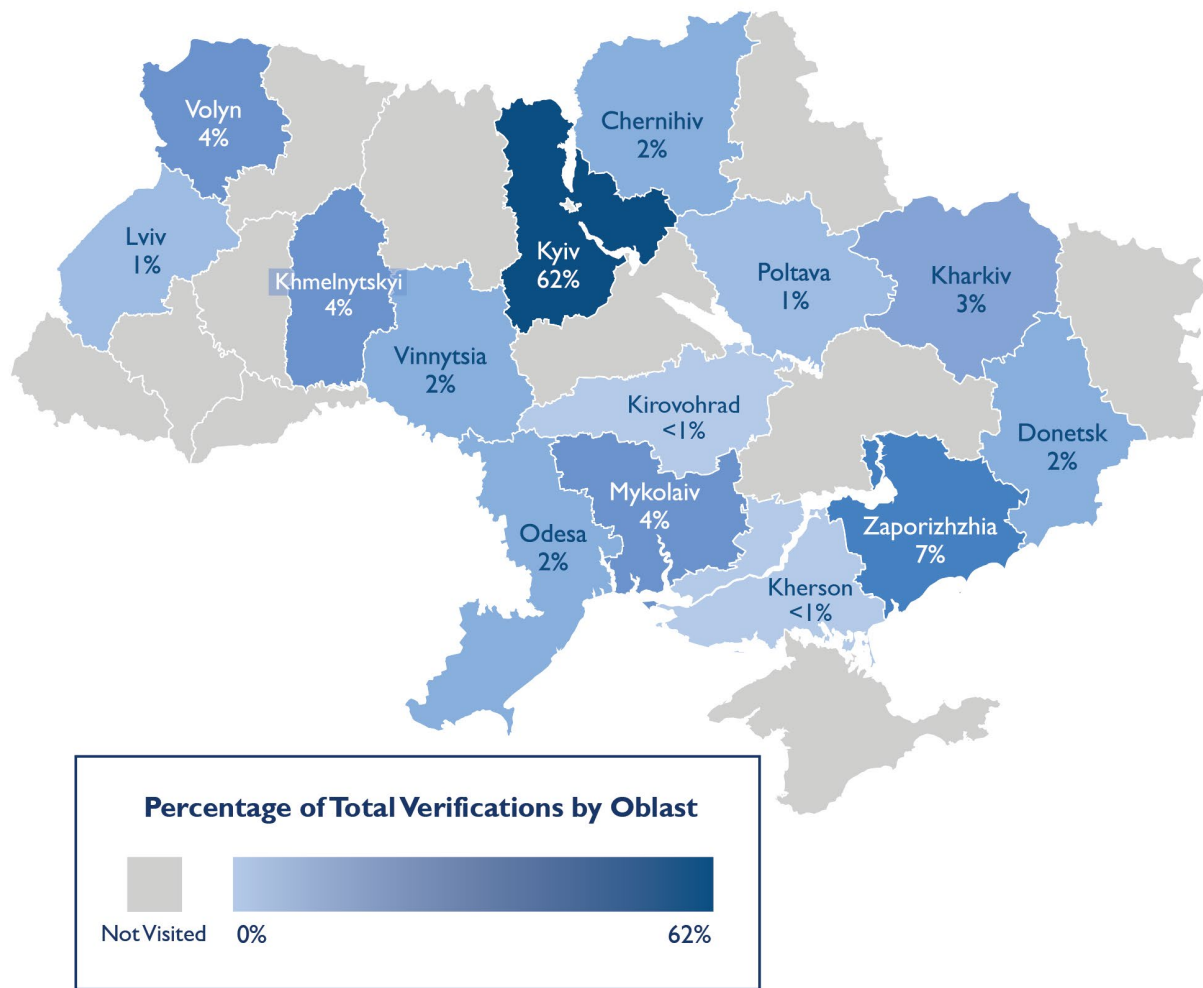 Volyn
4%
Chernihiv
2%
Lviv
1%
Khmelnytskyi
4%
Kyiv
62%
Poltava
1%
Kharkiv
3%
Vinnytsia
2%
Kirovohrad
<1%
Donetsk
2%
Mykolaiv
4%
Odesa
2%
Zaporizhzhia
7%
Kherson
<1%
Percentage of Total Verifications by Oblast
Not Visited
0%
62%